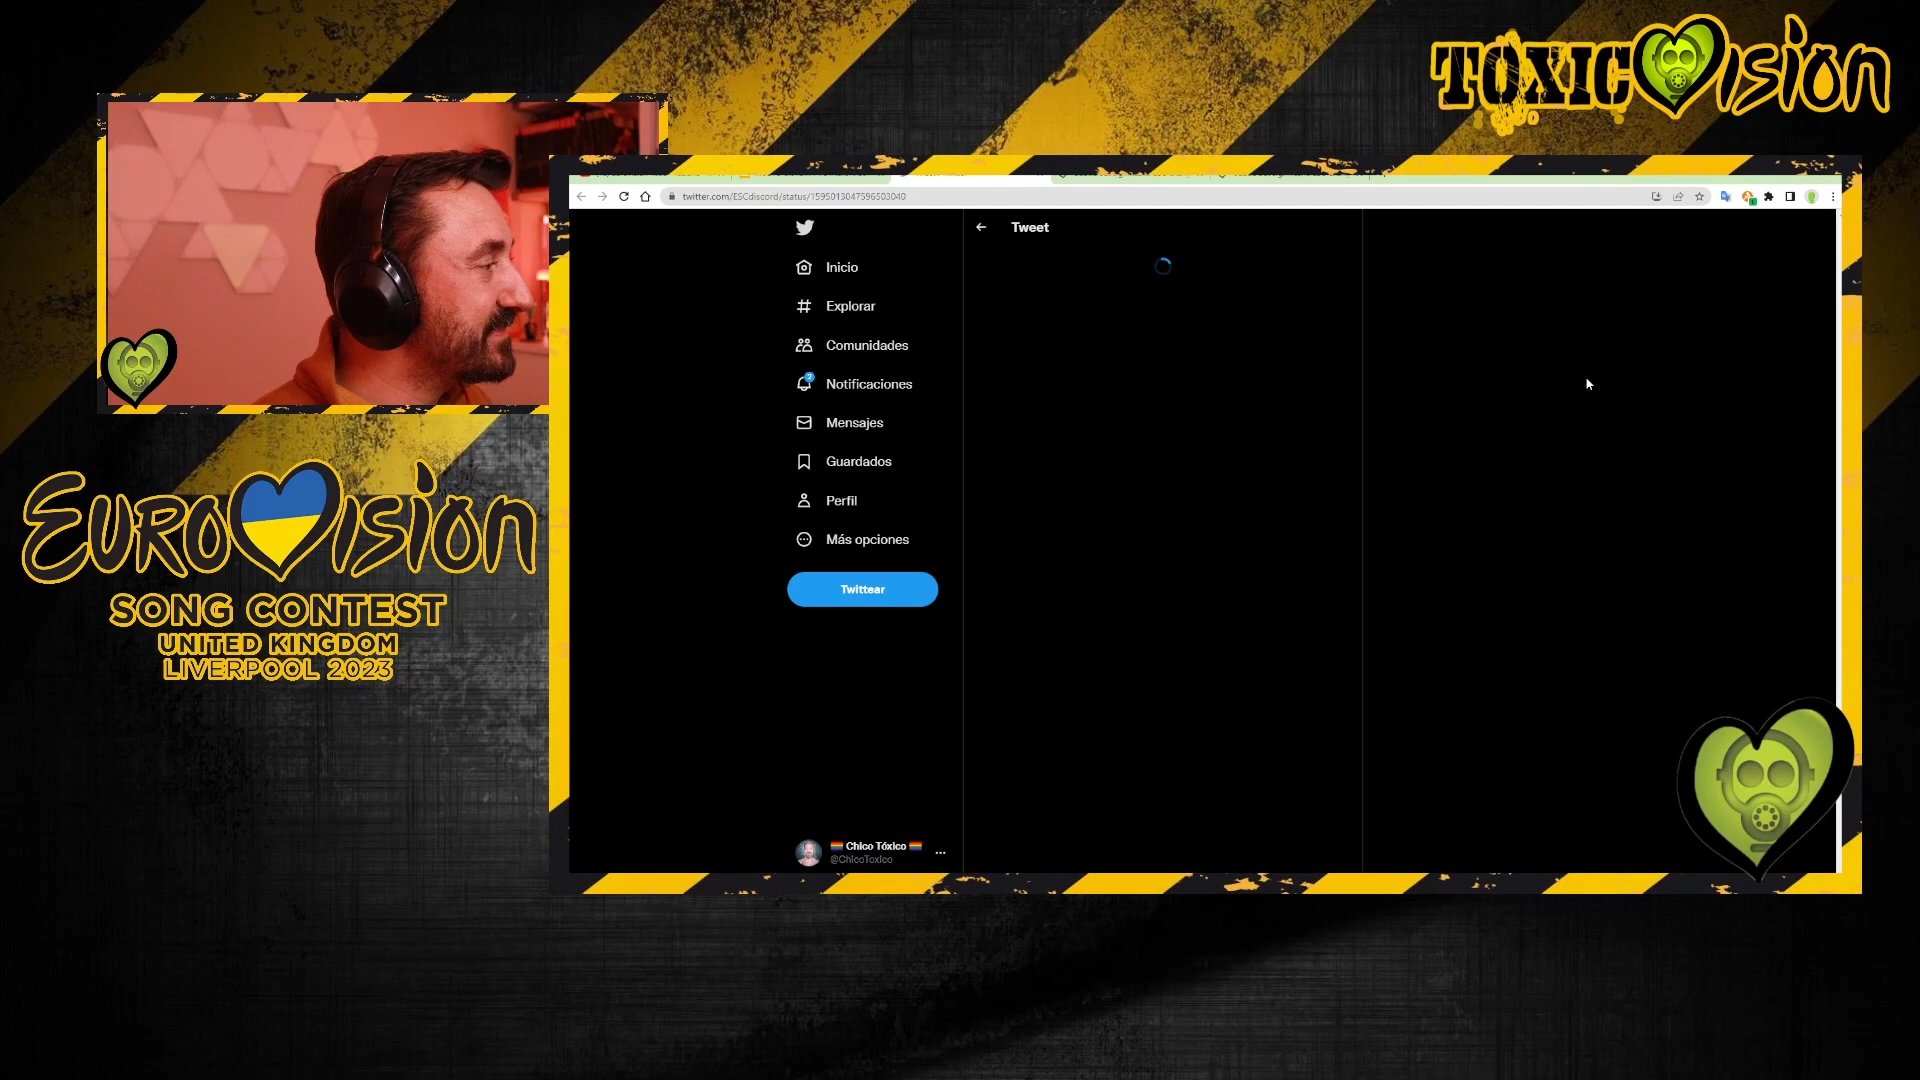 TOXICVISION
twitter.com/ESCdiscord/status/1595013047596503040
Tweet
Inicio
Explorar
Comunidades
2
Notificaciones
Mensajes
Guardados
Perfil
Más opciones
Twittear
Chico Tóxico
@ChicoToxico
EUROVISION
SONG CONTEST
UNITED KINGDOM
LIVERPOOL 2023